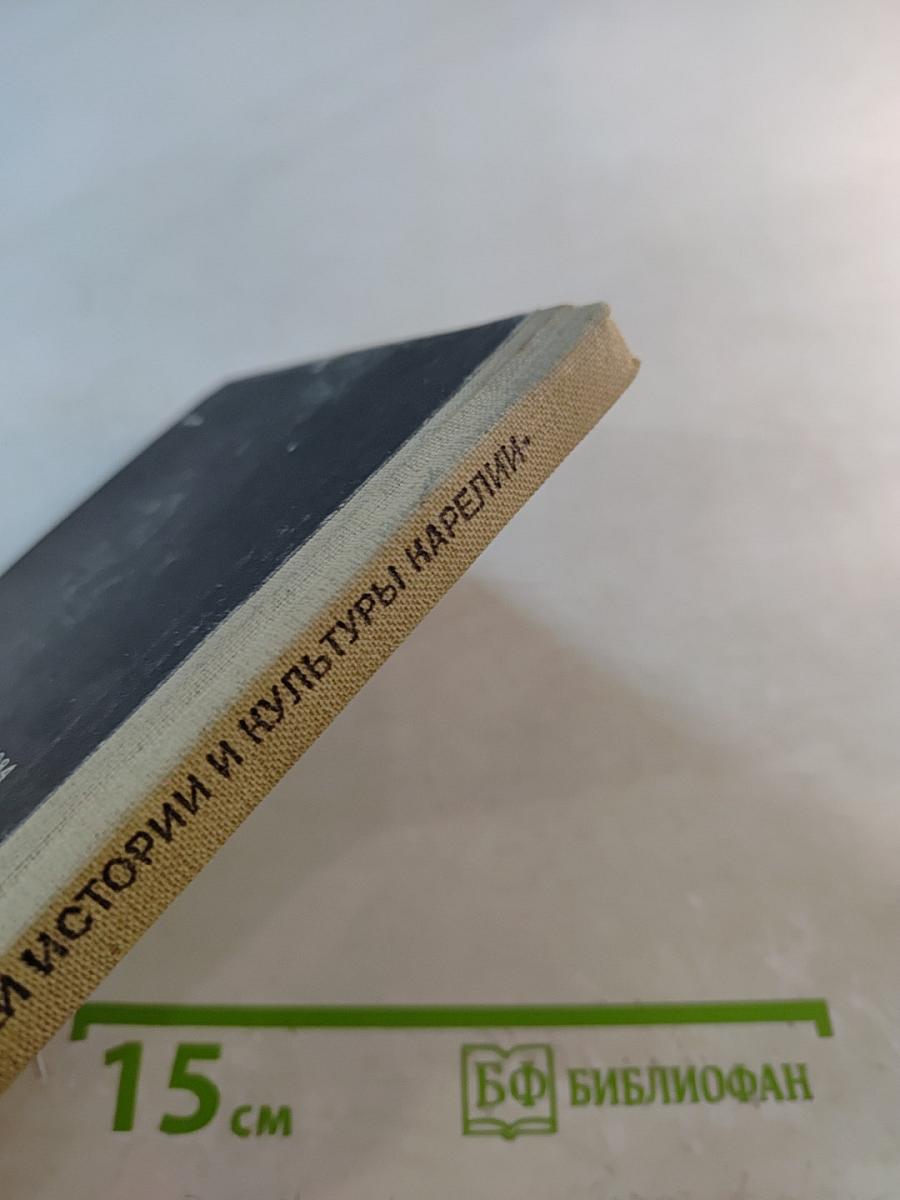 И ИСТОРИИ И КУЛЬТУРЫ КАРЕЛИИ.
15 см
БФ БИБЛИОФАН